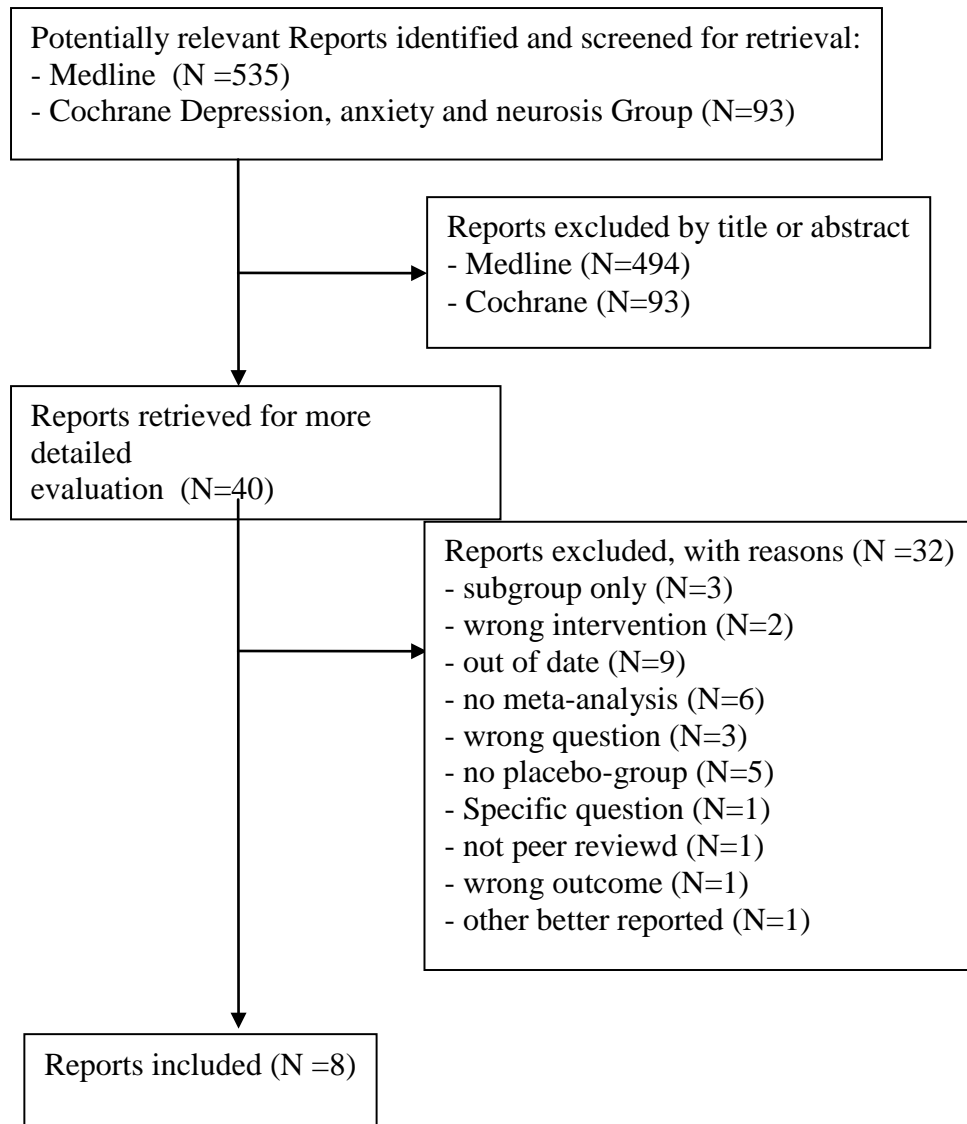 Potentially relevant Reports identified and screened for retrieval:
- Medline (N =535)
- Cochrane Depression, anxiety and neurosis Group (N=93)
Reports excluded by title or abstract
- Medline (N=494)
- Cochrane (N=93)
Reports retrieved for more
detailed
evaluation (N=40)
Reports excluded, with reasons (N =32)
- subgroup only (N=3)
- wrong intervention (N=2)
- out of date (N=9)
- no meta-analysis (N=6)
- wrong question (N=3)
- no placebo-group (N=5)
- Specific question (N=1)
- not peer reviewd (N=1)
- wrong outcome (N=1)
- other better reported (N=1)
Reports included (N =8)